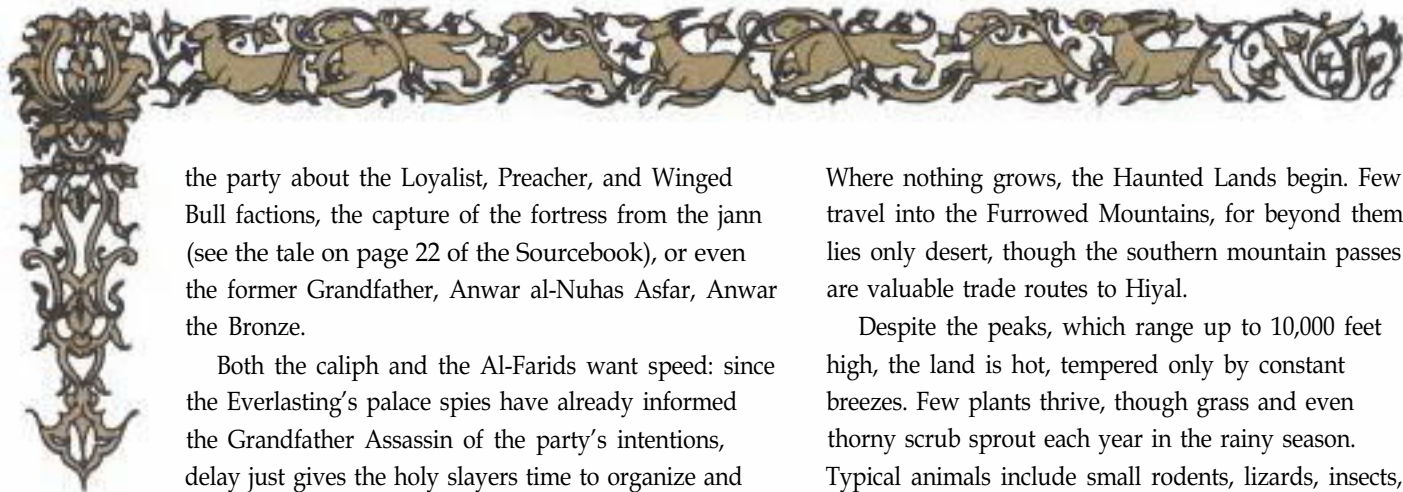 the party about the Loyalist, Preacher, and Winged
Bull factions, the capture of the fortress from the jann
(see the tale on page 22 of the Sourcebook), or even
the former Grandfather, Anwar al-Nuhas Asfar, Anwar
the Bronze.
Both the caliph and the Al-Farids want speed: since
the Everlasting's palace spies have already informed
the Grandfather Assassin of the party's intentions,
delay just gives the holy slayers time to organize and
Where nothing grows, the Haunted Lands begin. Few
travel into the Furrowed Mountains, for beyond them
lies only desert, though the southern mountain passes
are valuable trade routes to Hiyal.
Despite the peaks, which range up to 10,000 feet
high, the land is hot, tempered only by constant
breezes. Few plants thrive, though grass and even
thorny scrub sprout each year in the rainy season.
Typical animals include small rodents, lizards, insects,